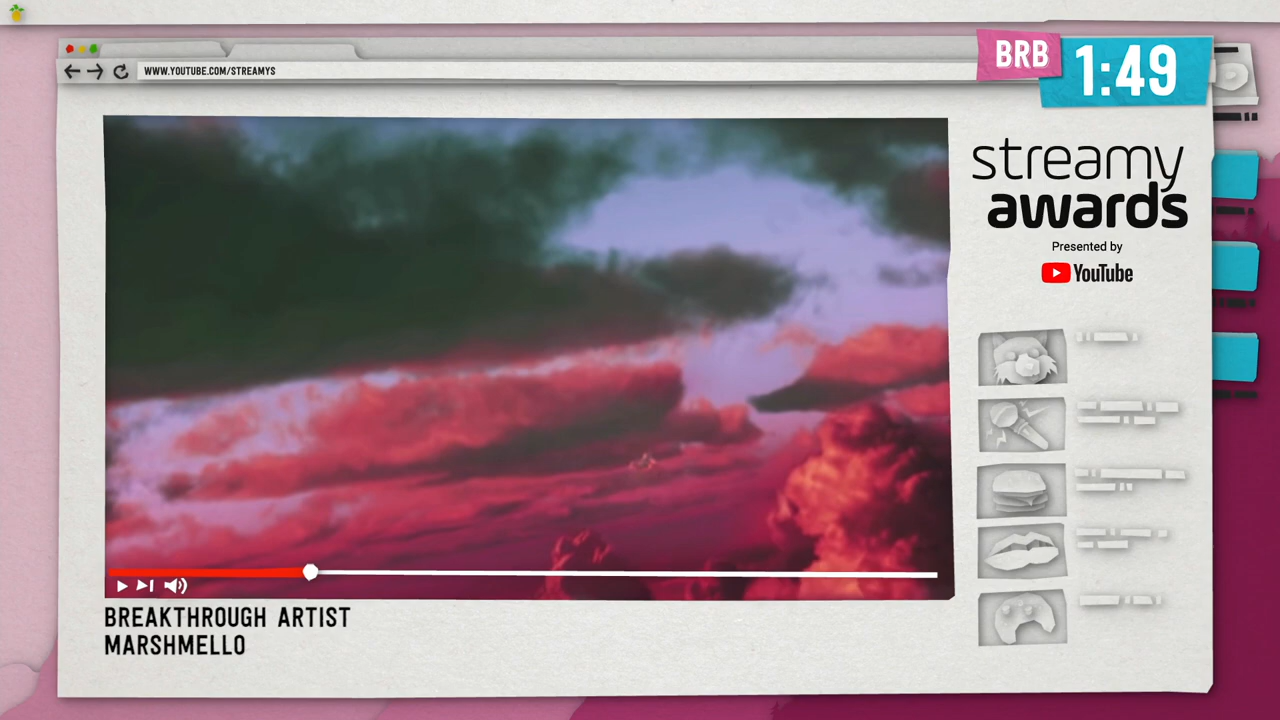 BRB
1:49
WWW.YOUTUBE.COM/STREAMYS
streamy
awards
Presented by
YouTube
BREAKTHROUGH ARTIST
MARSHMELLO